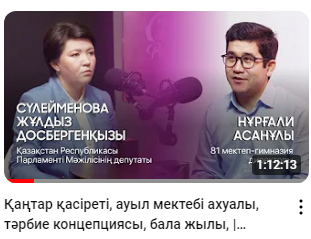 СҮЛЕЙМЕНОВА
ЖҰЛДЫЗ
ДОСБЕРГЕНҚЫЗЫ
Қазақстан Республикасы
Парламенті Мәжілісінің депутаты
НҰРҒАЛИ
АСАНҰЛЫ
81 мектеп-гимназия
1:12:13
Қаңтар қасіреті, ауыл мектебі ахуалы,
тәрбие концепциясы, бала жылы, |...